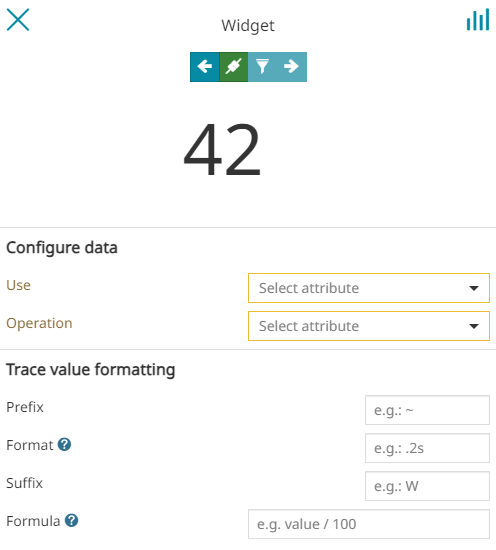 Widget
42
Configure data
Use Select attribute
Operation Select attribute
Trace value formatting
Prefix e.g.: ~
Format ? e.g.: .2s
Suffix e.g.: W
Formula ? e.g. value / 100